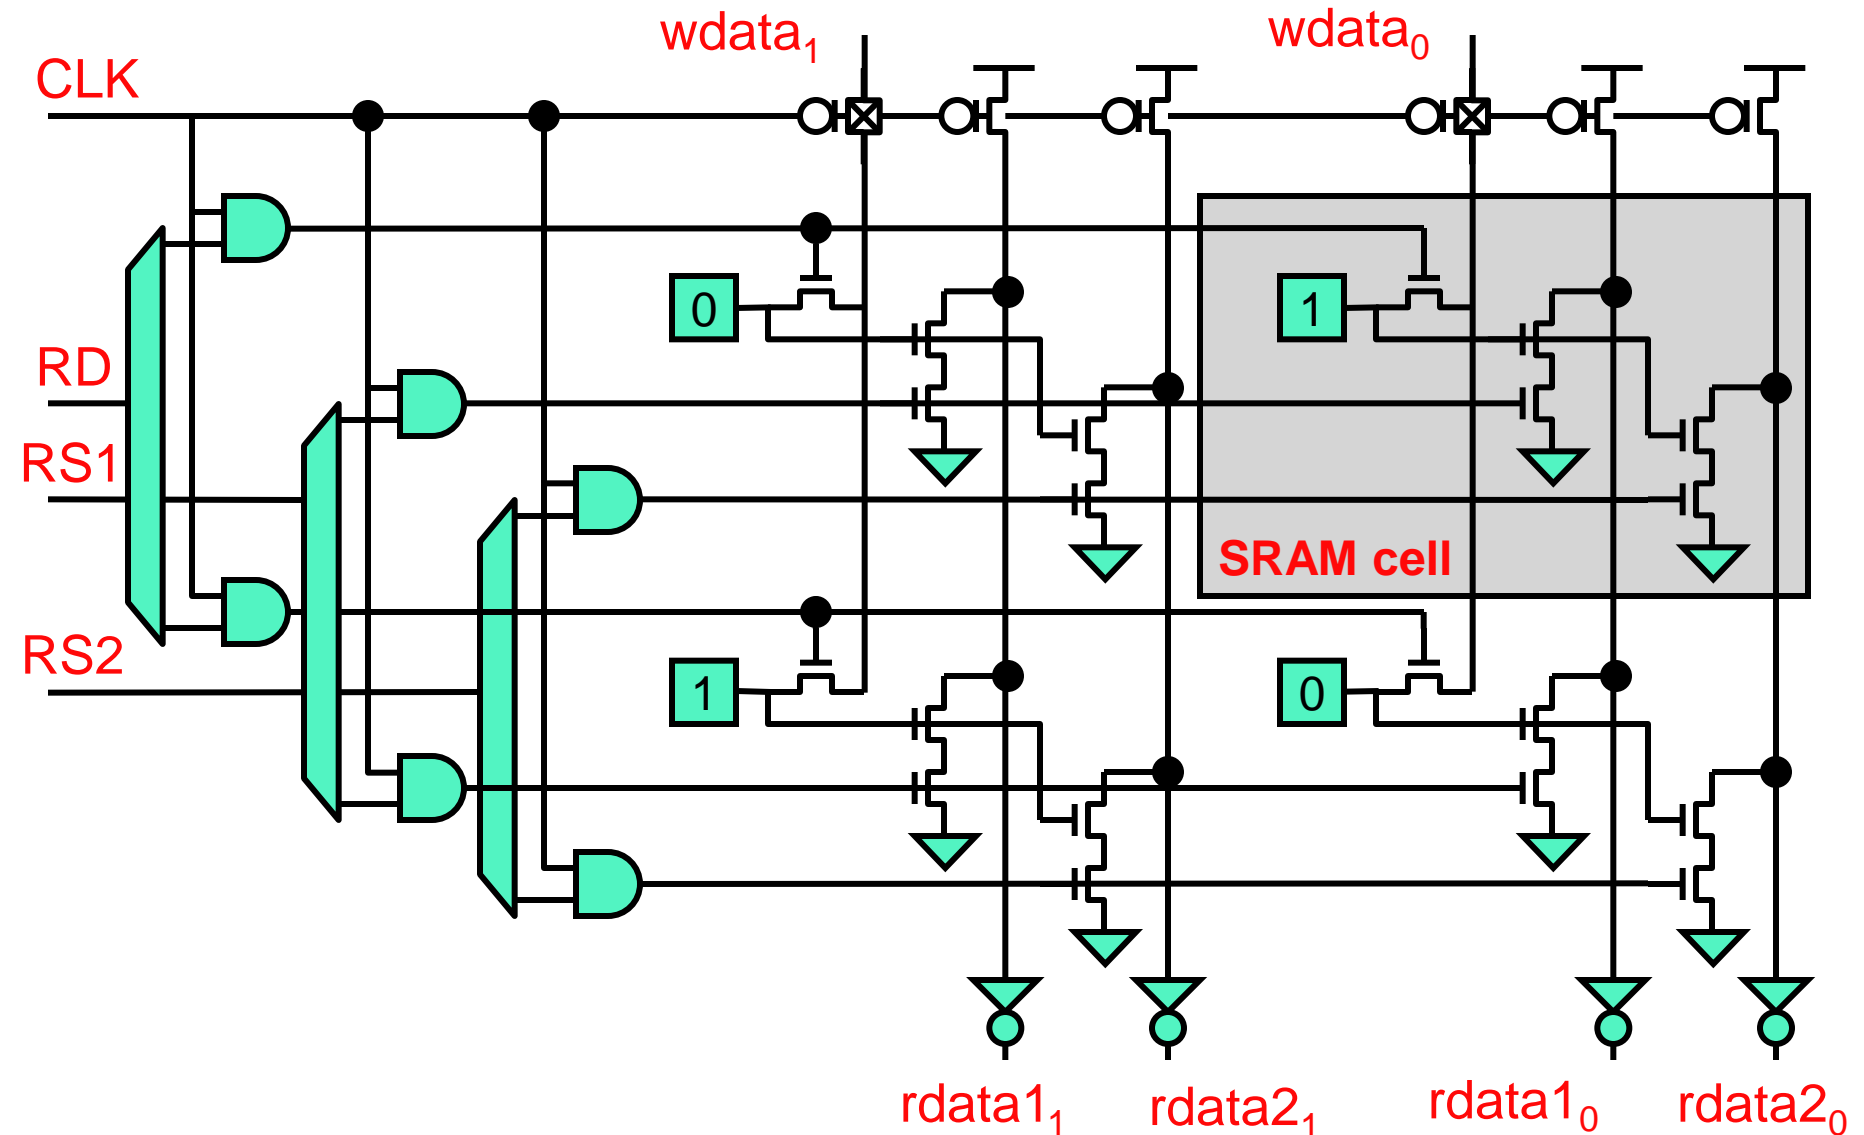 wdata1
wdata0
CLK
0
1
RD
RS1
SRAM cell
RS2
1
0
rdata11
rdata21
rdata10
rdata20